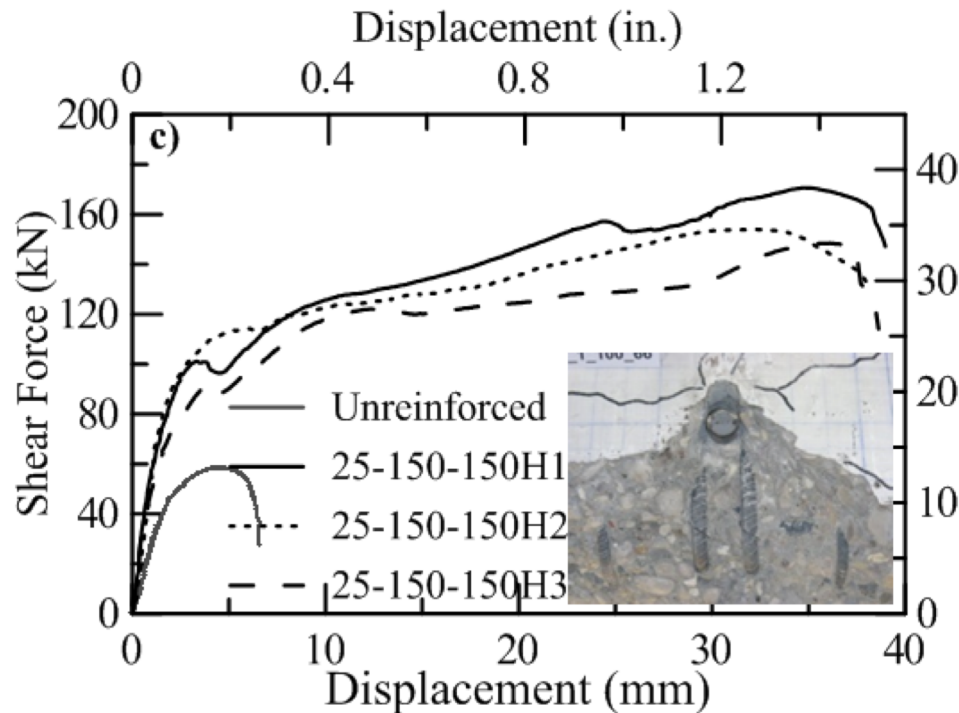 Displacement (in.)
0 0.4 0.8 1.2
200 c)
40
160
30
120
20
80
10
40
0 0
Shear Force (kN)
Unreinforced
25-150-150H1
25-150-150H2
25-150-150H3
0 10 20 30 40
Displacement (mm)